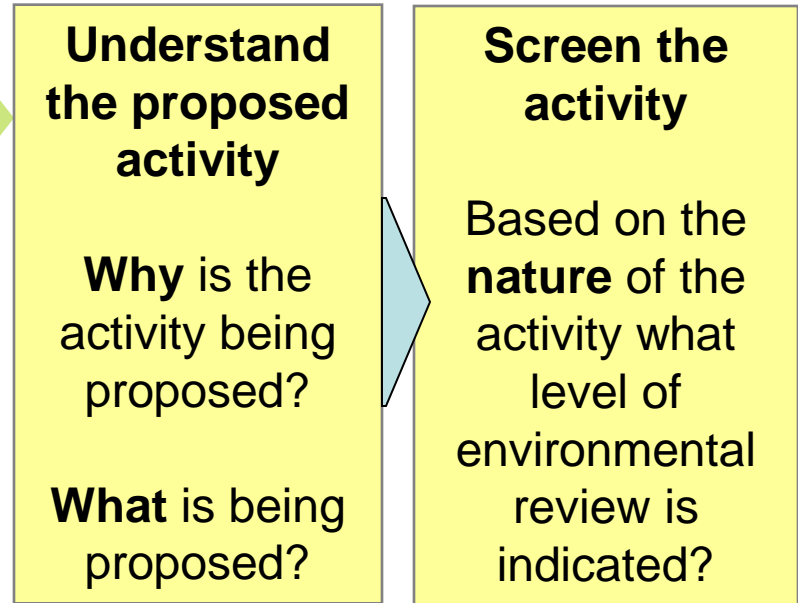 Understand
the proposed
activity
Why is the
activity being
proposed?
What is being
proposed?
Screen the
activity
Based on the
nature of the
activity what
level of
environmental
review is
indicated?